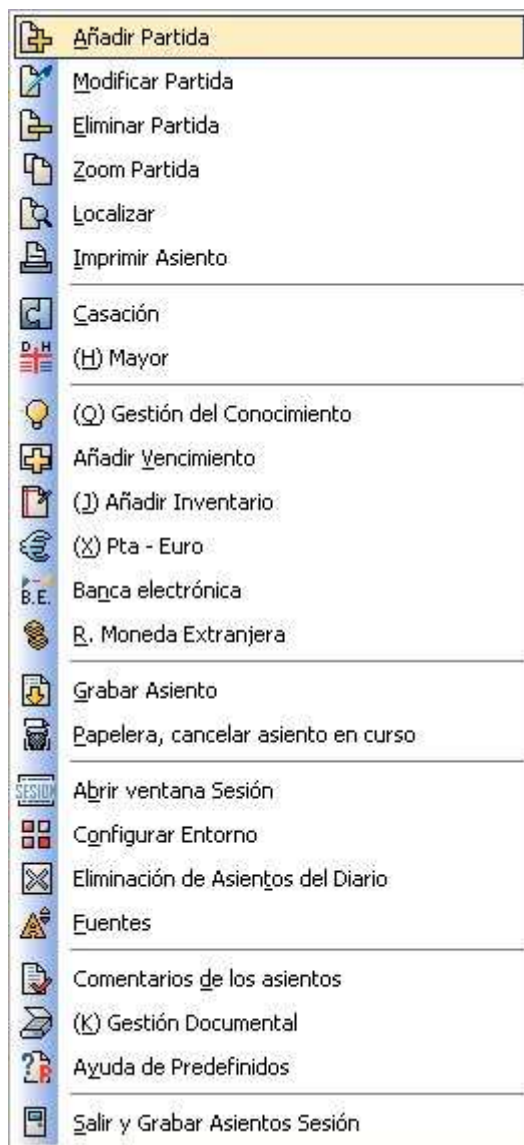 Añadir Partida
Modificar Partida
Eliminar Partida
Zoom Partida
Localizar
Imprimir Asiento
C Casación
D H (H) Mayor
(Q) Gestión del Conocimiento
Añadir Vencimiento
(J) Añadir Inventario
(X) Pta - Euro
B.E. Banca electrónica
R. Moneda Extranjera
Grabar Asiento
Papelera, cancelar asiento en curso
SESION Abrir ventana Sesión
Configurar Entorno
Eliminación de Asientos del Diario
A Fuentes
Comentarios de los asientos
(K) Gestión Documental
Ayuda de Predefinidos
Salir y Grabar Asientos Sesión